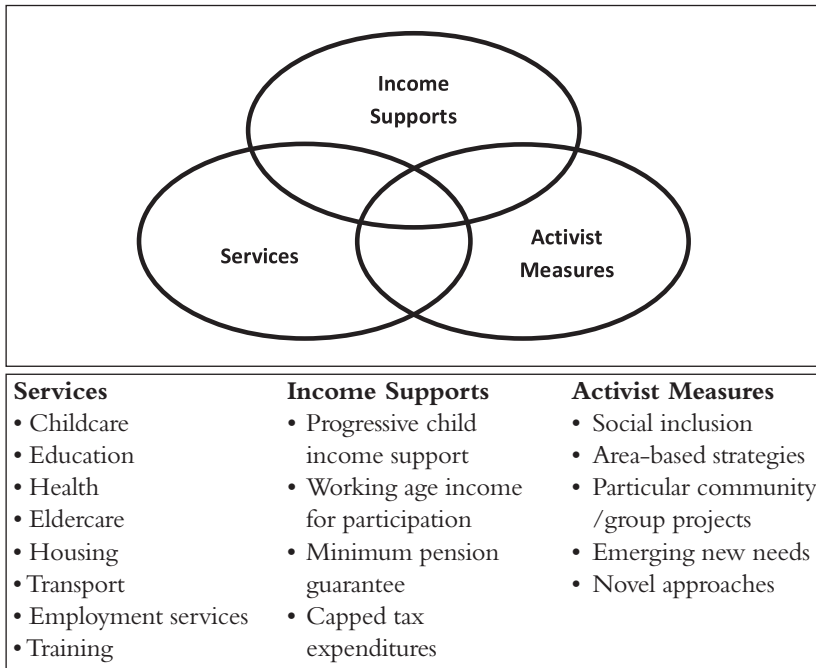 Income
Supports
Services
Activist
Measures
Services
• Childcare
• Education
• Health
• Eldercare
• Housing
• Transport
• Employment services
• Training
Income Supports
• Progressive child
income support
• Working age income
for participation
• Minimum pension
guarantee
• Capped tax
expenditures
Activist Measures
• Social inclusion
• Area-based strategies
• Particular community
/group projects
• Emerging new needs
• Novel approaches